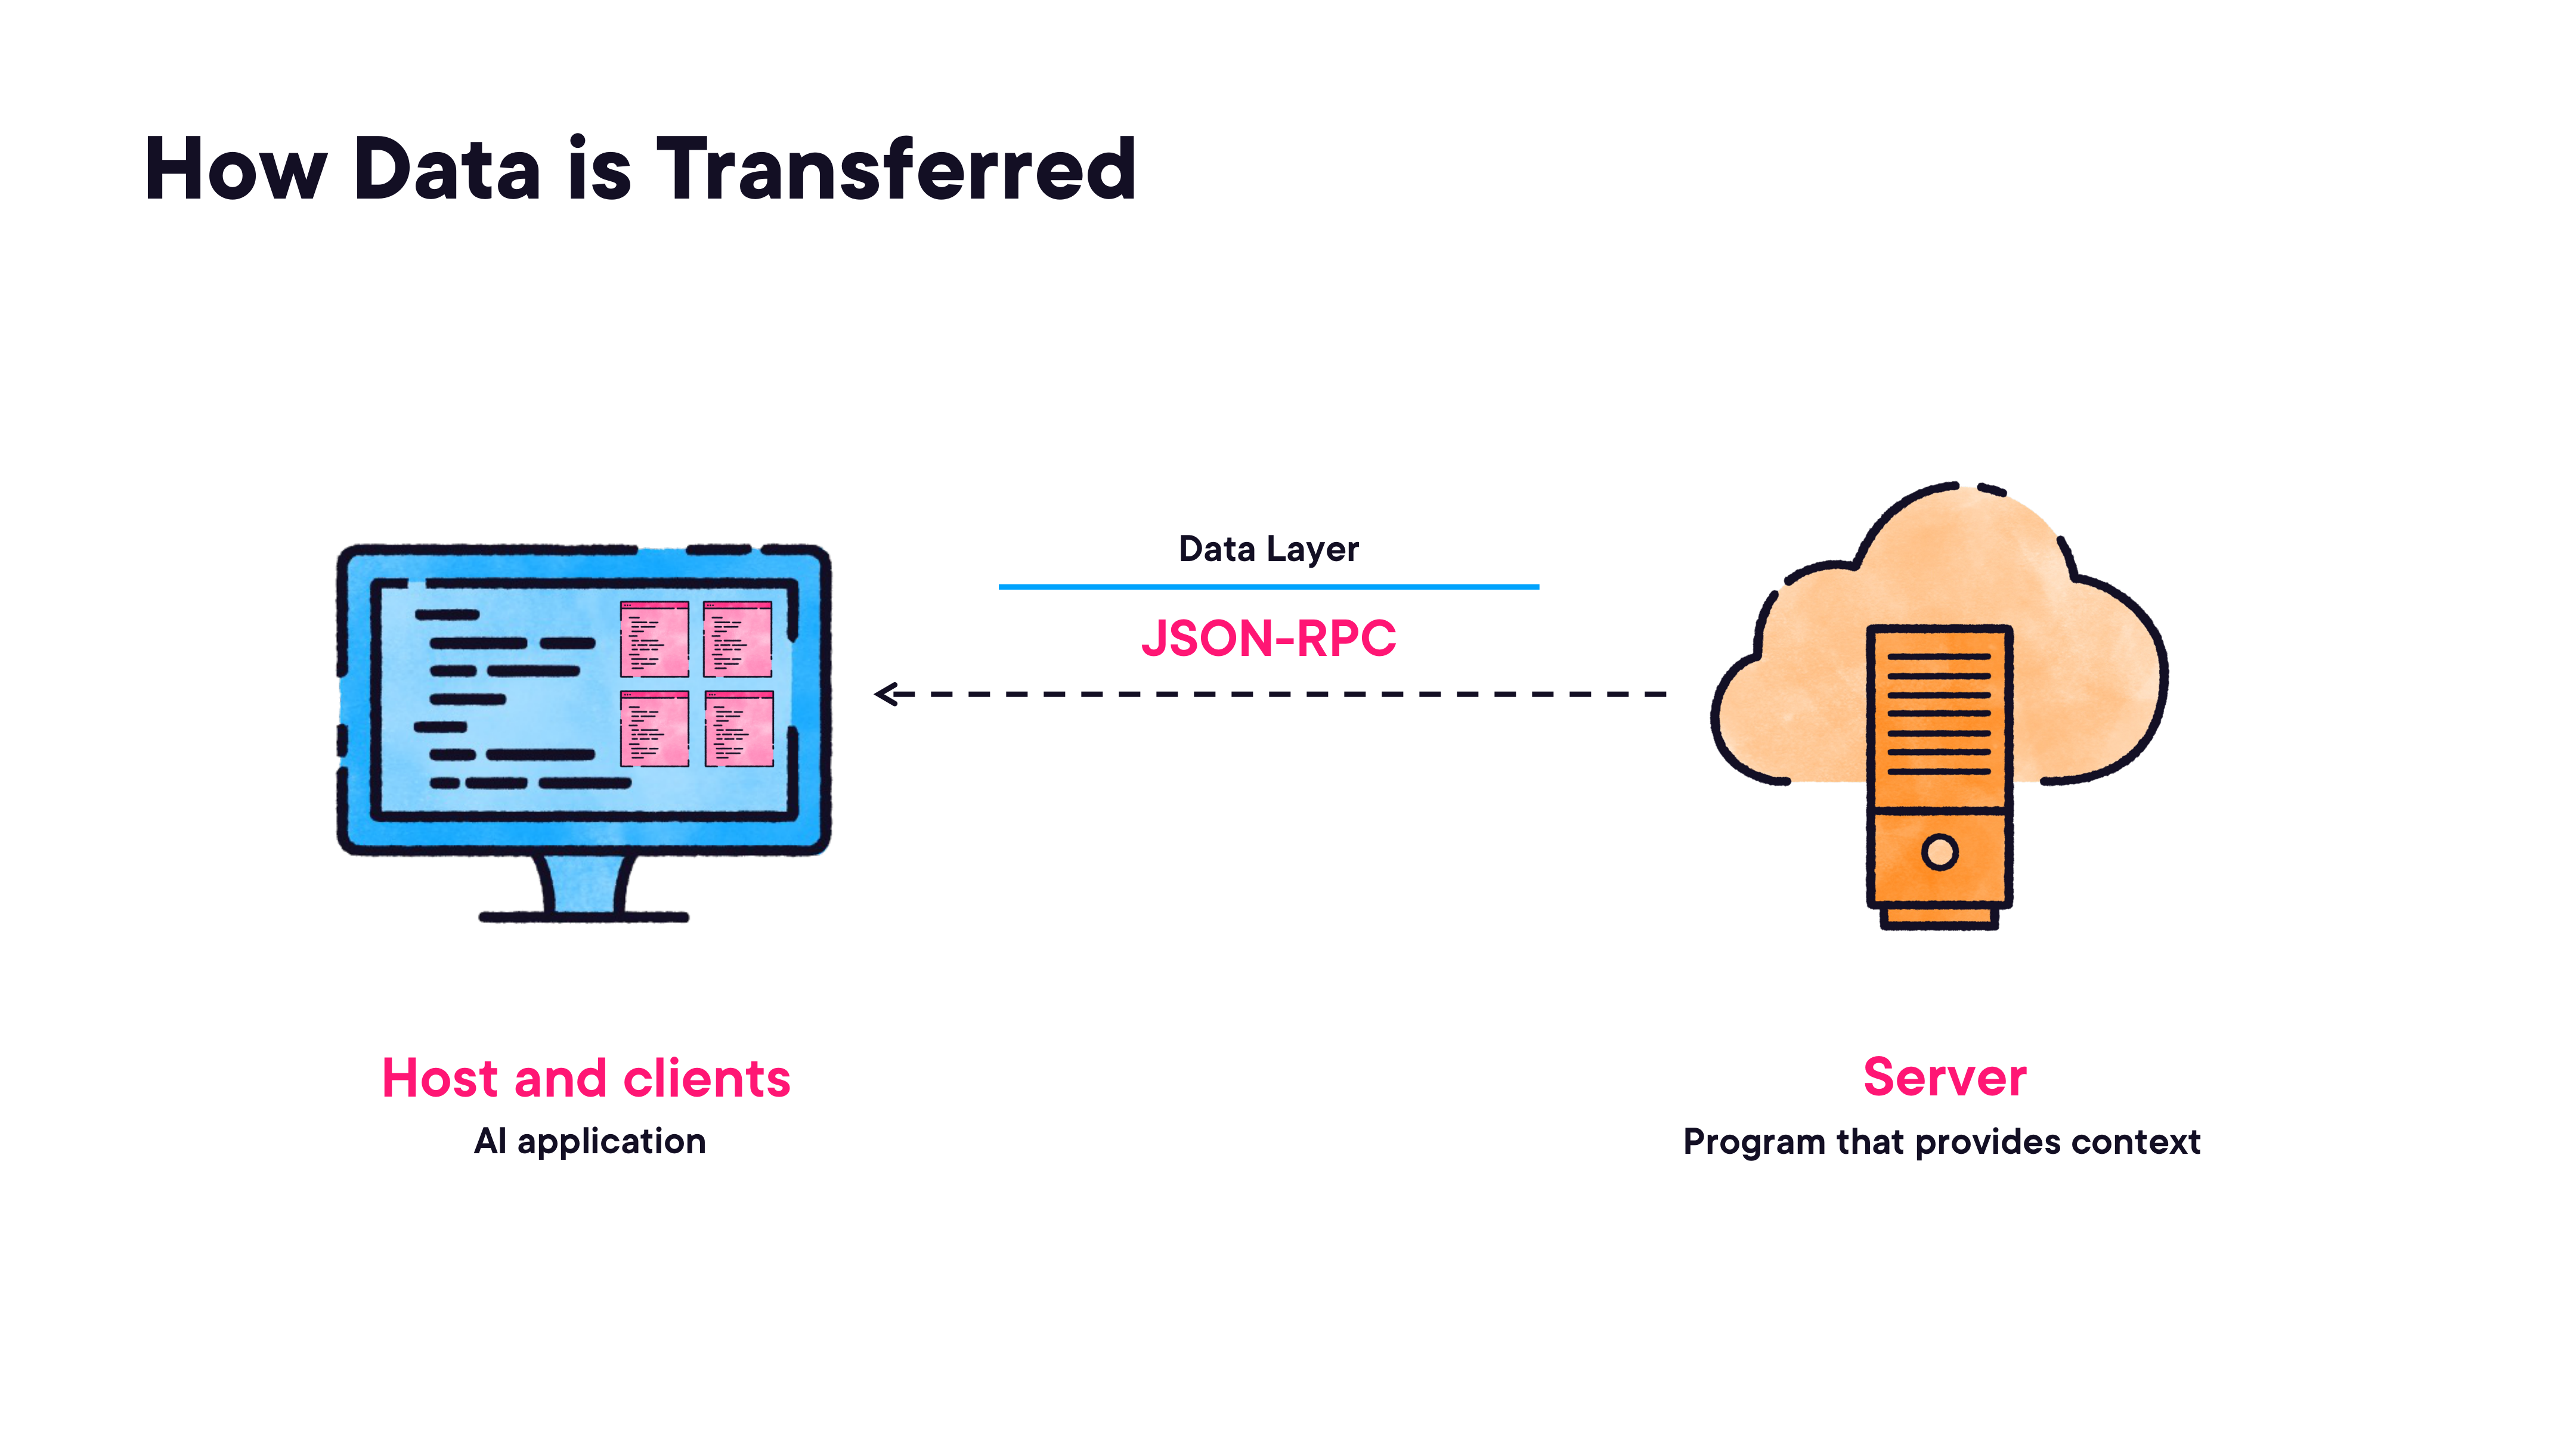 How Data is Transferred
Data Layer
JSON-RPC
Host and clients
AI application
Server
Program that provides context